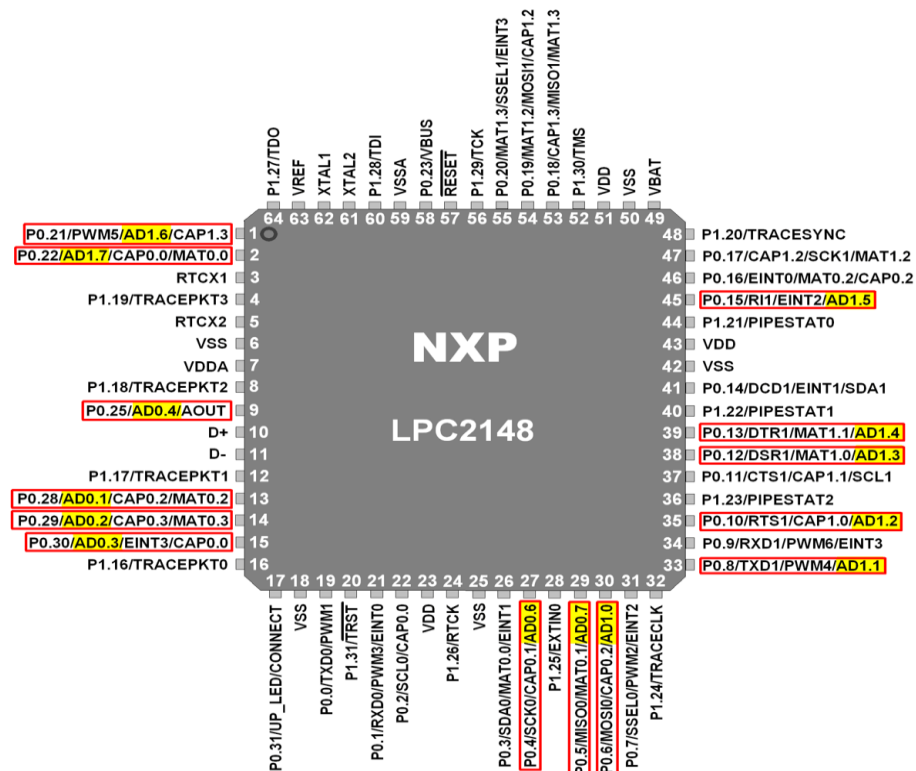 P1.27/TDO
VREF
XTAL1
XTAL2
P1.28/TDI
VSSA
P0.23/VBUS
RESET
P1.29/TCK
P0.20/MAT1.3/SSEL1/EINT3
P0.19/MAT1.2/MOSI1/CAP1.2
P0.18/CAP1.3/MISO1/MAT1.3
P1.30/TMS
VDD
VSS
VBAT
64 63 62 61 60 59 58 57 56 55 54 53 52 51 50 49
P0.21/PWM5/AD1.6/CAP1.3 1
P0.22/AD1.7/CAP0.0/MAT0.0 2
RTCX1 3
P1.19/TRACEPKT3 4
RTCX2 5
VSS 6
VDDA 7
P1.18/TRACEPKT2 8
P0.25/AD0.4/AOUT 9
D+ 10
D- 11
P1.17/TRACEPKT1 12
P0.28/AD0.1/CAP0.2/MAT0.2 13
P0.29/AD0.2/CAP0.3/MAT0.3 14
P0.30/AD0.3/EINT3/CAP0.0 15
P1.16/TRACEPKT0 16
NXP
LPC2148
48 P1.20/TRACESYNC
47 P0.17/CAP1.2/SCK1/MAT1.2
46 P0.16/EINT0/MAT0.2/CAP0.2
45 P0.15/RI1/EINT2/AD1.5
44 P1.21/PIPESTAT0
43 VDD
42 VSS
41 P0.14/DCD1/EINT1/SDA1
40 P1.22/PIPESTAT1
39 P0.13/DTR1/MAT1.1/AD1.4
38 P0.12/DSR1/MAT1.0/AD1.3
37 P0.11/CTS1/CAP1.1/SCL1
36 P1.23/PIPESTAT2
35 P0.10/RTS1/CAP1.0/AD1.2
34 P0.9/RXD1/PWM6/EINT3
33 P0.8/TXD1/PWM4/AD1.1
17 18 19 20 21 22 23 24 25 26 27 28 29 30 31 32
P0.31/UP_LED/CONNECT
VSS
P0.0/TXD0/PWM1
P1.31/TRST
P0.1/RXD0/PWM3/EINT0
P0.2/SCL0/CAP0.0
VDD
P1.26/RTCK
VSS
P0.3/SDA0/MAT0.0/EINT1
P0.4/SCK0/CAP0.1/AD0.6
P1.25/EXTIN0
P0.5/MISO0/MAT0.1/AD0.7
P0.6/MOSI0/CAP0.2/AD1.0
P0.7/SSEL0/PWM2/EINT2
P1.24/TRACECLK